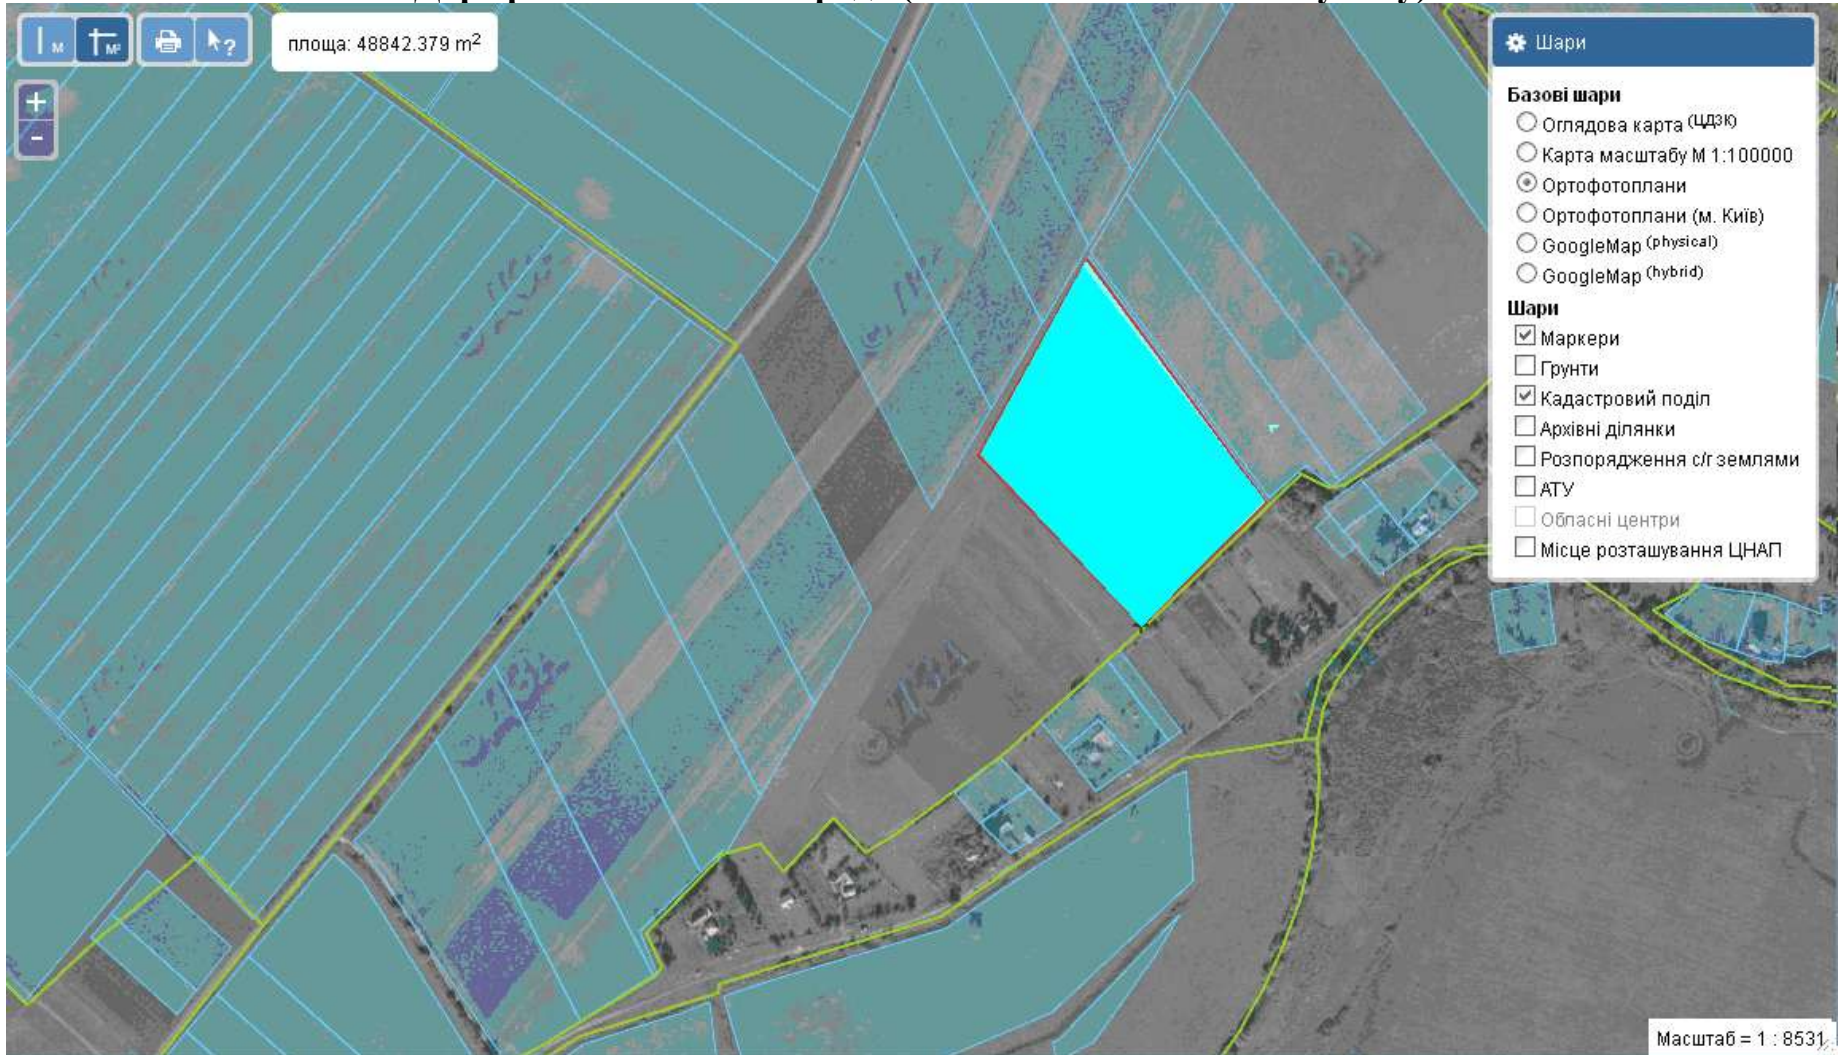 м
м²
?
площа: 48842.379 m²
+
-
Шари
Базові шари
Оглядова карта (ЦДЗК)
Карта масштабу М 1:100000
Ортофотоплани
Ортофотоплани (м. Київ)
GoogleMap (physical)
GoogleMap (hybrid)
Шари
Маркери
Грунти
Кадастровий поділ
Архівні ділянки
Розпорядження с/г землями
АТУ
Обласні центри
Місце розташування ЦНАП
© ДЗА
Масштаб = 1 : 8531